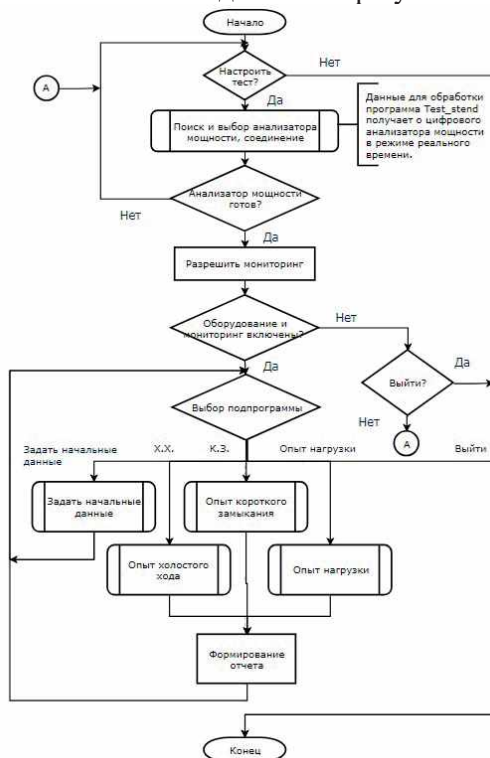 Начало
Настроить
тест?
Нет
А
Да
Поиск и выбор анализатора
мощности, соединение
Данные для обработки
программа Test_stend
получает о цифрового
анализатора мощности
в режиме реального
времени.
Анализатор мощности
готов?
Нет
Да
Разрешить мониторинг
Оборудование и
мониторинг включены?
Нет
Да
Выйти?
Да
Нет
А
Выбор подпрограммы
Задать начальные
данные
Х.Х.
К.З.
Опыт нагрузки
Выйти
Задать начальные
данные
Опыт короткого
замыкания
Опыт холостого
хода
Опыт нагрузки
Формирование
отчета
Конец